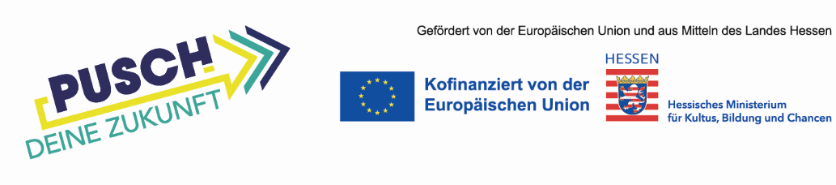 PUSCH
DEINE ZUKUNFT
Gefördert von der Europäischen Union und aus Mitteln des Landes Hessen
Kofinanziert von der
Europäischen Union
HESSEN
Hessisches Ministerium
für Kultus, Bildung und Chancen